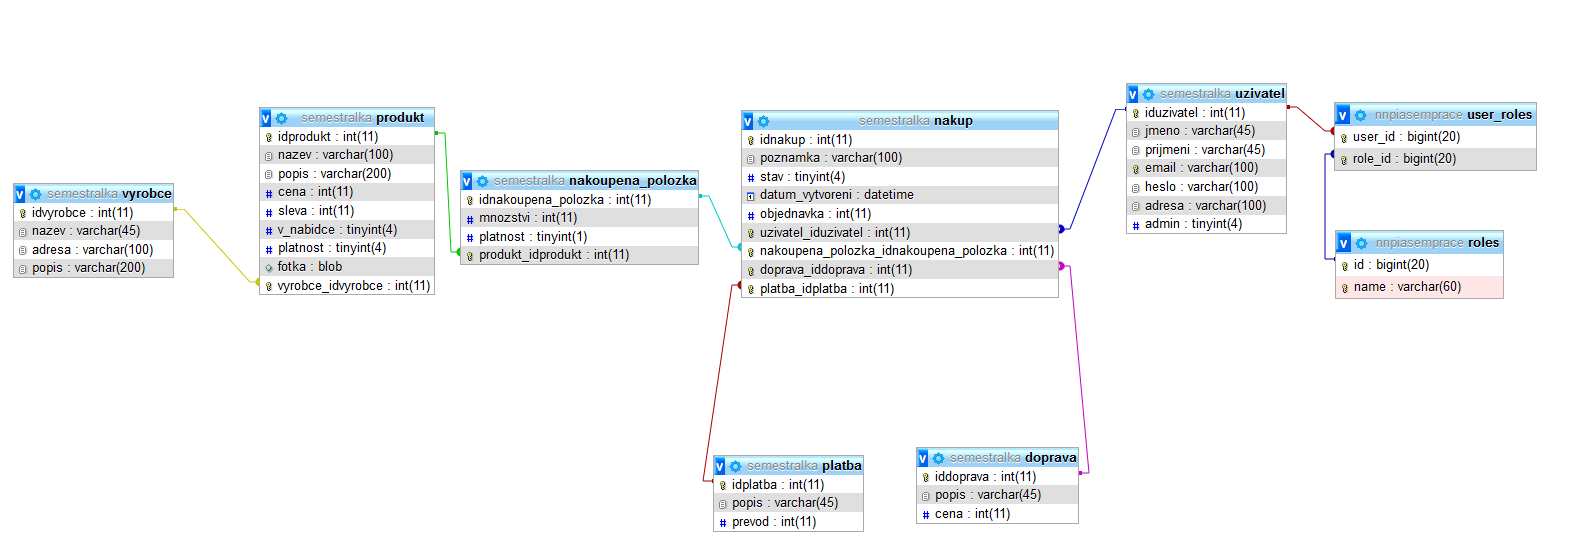 semestralka vyrobce
idvyrobce : int(11)
nazev : varchar(45)
adresa : varchar(100)
popis : varchar(200)
semestralka produkt
idprodukt : int(11)
nazev : varchar(100)
popis : varchar(200)
cena : int(11)
sleva : int(11)
v_nabidce : tinyint(4)
platnost : tinyint(4)
fotka : blob
vyrobce_idvyrobce : int(11)
semestralka nakoupena_polozka
idnakoupena_polozka : int(11)
mnozstvi : int(11)
platnost : tinyint(1)
produkt_idprodukt : int(11)
semestralka nakup
idnakup : int(11)
poznamka : varchar(100)
stav : tinyint(4)
datum_vytvoreni : datetime
objednavka : int(11)
uzivatel_iduzivatel : int(11)
nakoupena_polozka_idnakoupena_polozka : int(11)
doprava_iddoprava : int(11)
platba_idplatba : int(11)
semestralka uzivatel
iduzivatel : int(11)
jmeno : varchar(45)
prijmeni : varchar(45)
email : varchar(100)
heslo : varchar(100)
adresa : varchar(100)
admin : tinyint(4)
nnpiasemprace user_roles
user_id : bigint(20)
role_id : bigint(20)
nnpiasemprace roles
id : bigint(20)
name : varchar(60)
semestralka platba
idplatba : int(11)
popis : varchar(45)
prevod : int(11)
semestralka doprava
iddoprava : int(11)
popis : varchar(45)
cena : int(11)